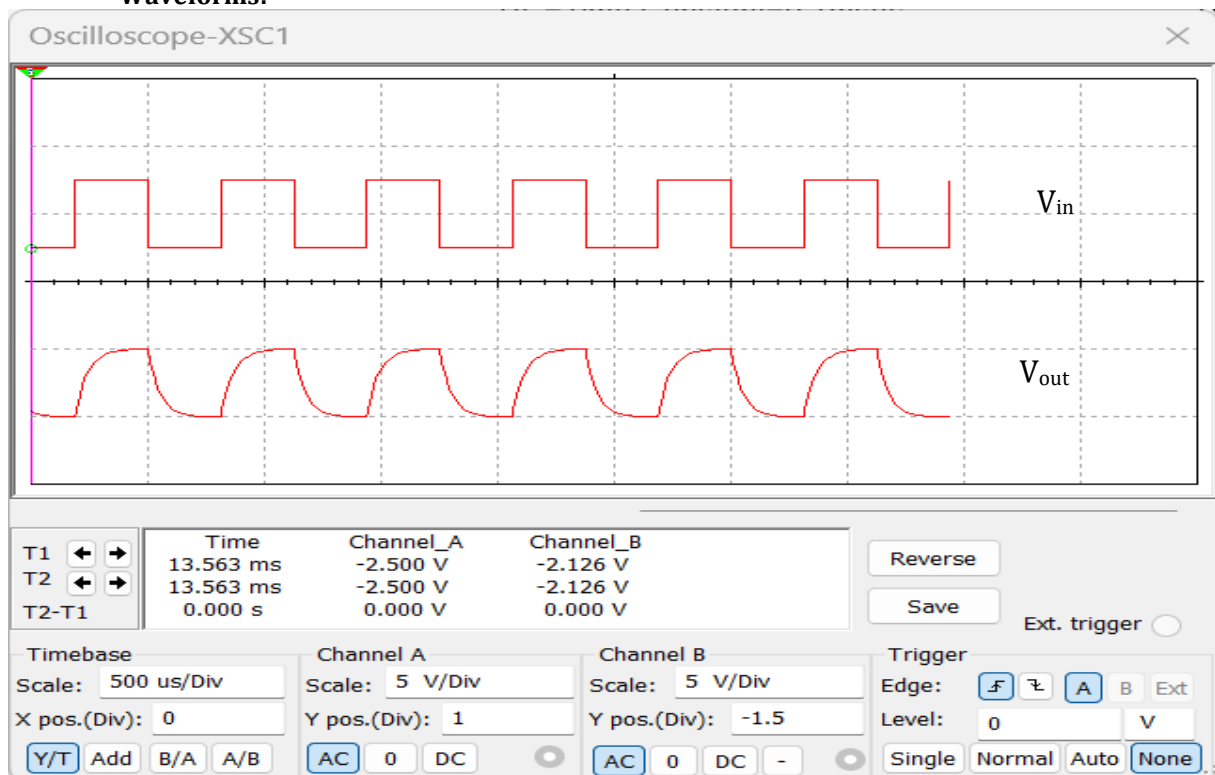 Waveforms:
Oscilloscope-XSC1
V_in
V_out
Time Channel_A Channel_B
T1 13.563 ms -2.500 V -2.126 V
T2 13.563 ms -2.500 V -2.126 V
T2-T1 0.000 s 0.000 V 0.000 V
Reverse
Save
Ext. trigger
Timebase Channel A Channel B Trigger
Scale: 500 us/Div Scale: 5 V/Div Scale: 5 V/Div Edge: A B Ext
X pos.(Div): 0 Y pos.(Div): 1 Y pos.(Div): -1.5 Level: 0 V
Y/T Add B/A A/B AC 0 DC AC 0 DC - Single Normal Auto None